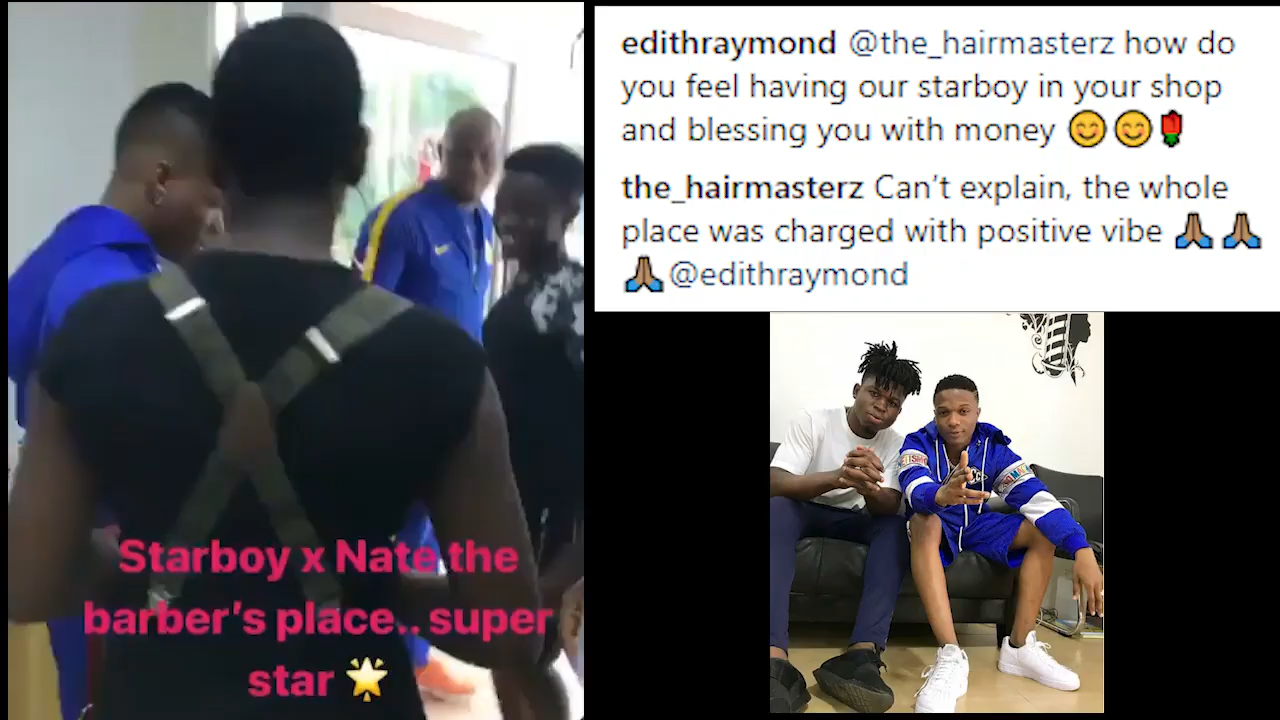 edithraymond @the_hairmasterz how do
you feel having our starboy in your shop
and blessing you with money 😊😊🌹
the_hairmasterz Can't explain, the whole
place was charged with positive vibe 🙏🏽🙏🏽
🙏🏽@edithraymond
Starboy x Nate the
barber's place.. super
star 🌟